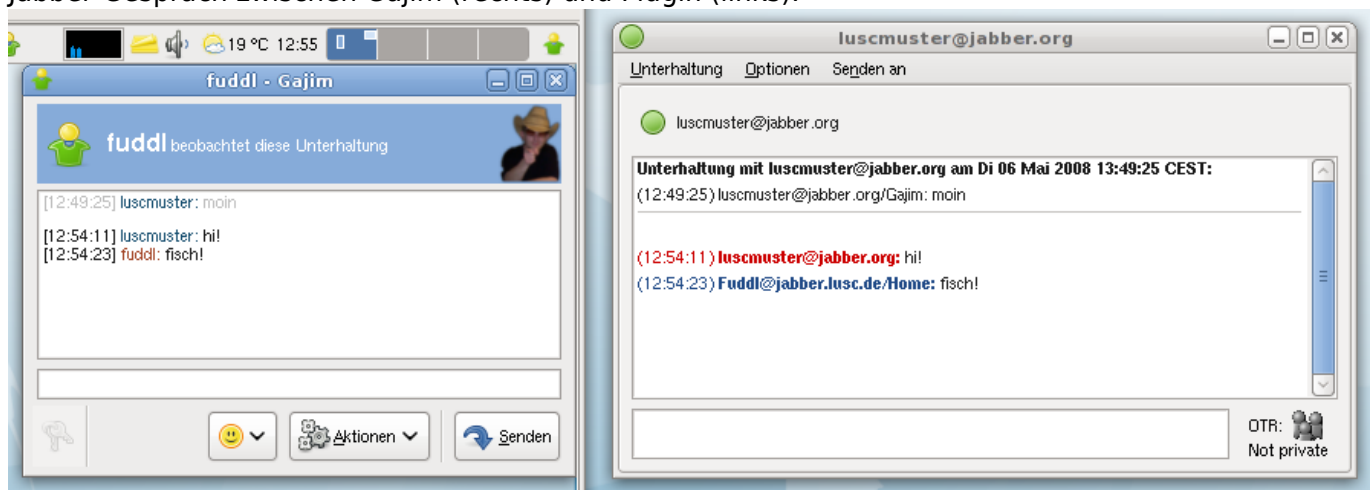 Jabber-Gespräch zwischen Gajim (rechts) und (links):
19 °C 12:55
fuddl - Gajim
fuddl beobachtet diese Unterhaltung
[12:49:25] luscmuster: moin
[12:54:11] luscmuster: hi!
[12:54:23] fuddl: fisch!
Aktionen
Senden
luscmuster@jabber.org
Unterhaltung Optionen Senden an
luscmuster@jabber.org
Unterhaltung mit luscmuster@jabber.org am Di 06 Mai 2008 13:49:25 CEST:
(12:49:25) luscmuster@jabber.org/Gajim: moin
(12:54:11) luscmuster@jabber.org: hi!
(12:54:23) Fuddl@jabber.lusc.de/Home: fisch!
OTR:
Not private